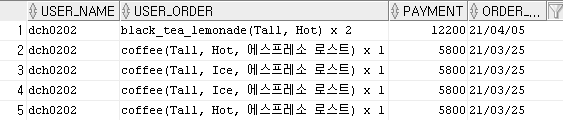 USER_NAME USER_ORDER PAYMENT ORDER_...
1 dch0202 black_tea_lemonade(Tall, Hot) x 2 12200 21/04/05
2 dch0202 coffee(Tall, Hot, 에스프레소 로스트) x 1 5800 21/03/25
3 dch0202 coffee(Tall, Ice, 에스프레소 로스트) x 1 5800 21/03/25
4 dch0202 coffee(Tall, Ice, 에스프레소 로스트) x 1 5800 21/03/25
5 dch0202 coffee(Tall, Hot, 에스프레소 로스트) x 1 5800 21/03/25